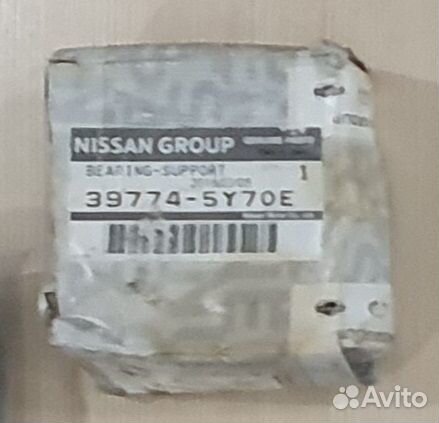 NISSAN GROUP
BEARING-SUPPORT 1
39774-5Y70E
Avito